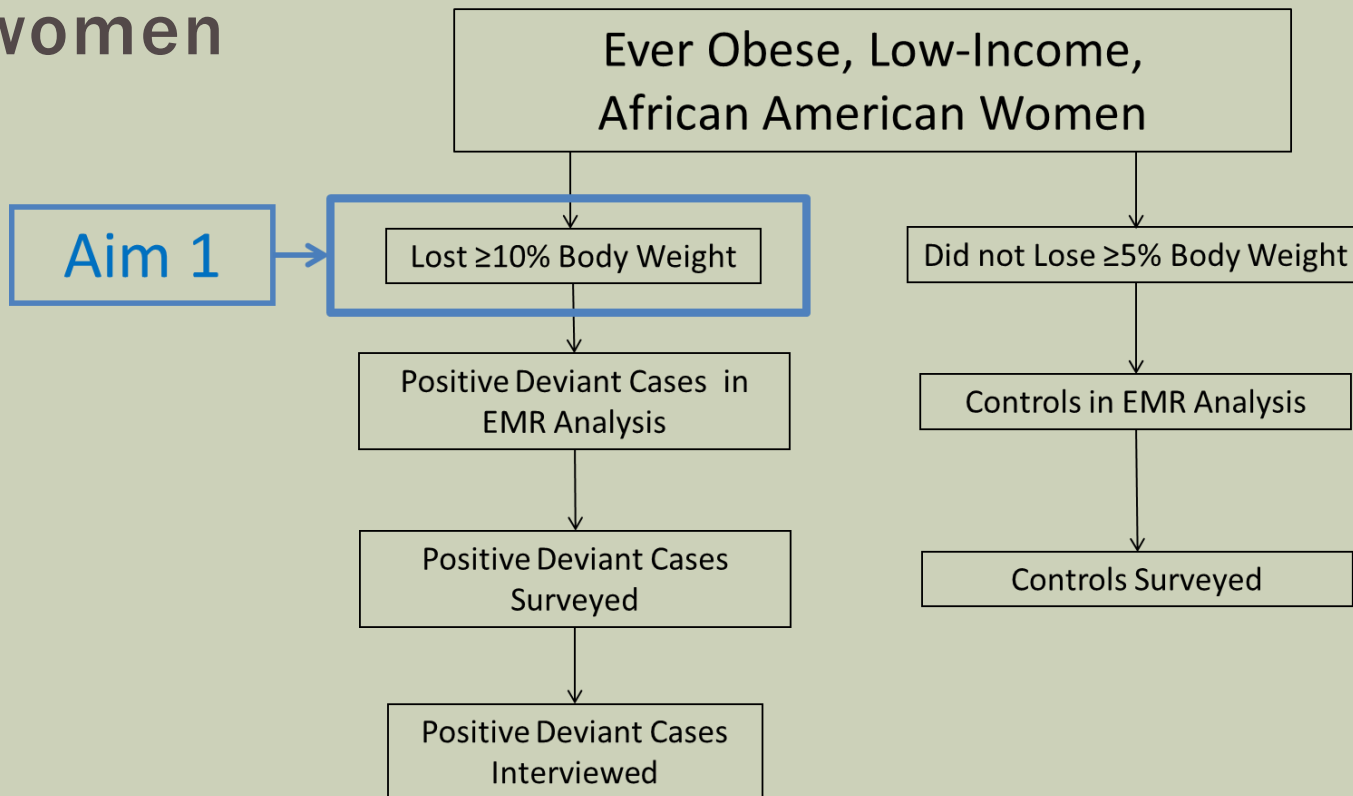 women
Ever Obese, Low-Income,
African American Women
Aim 1
Lost ≥10% Body Weight
Did not Lose ≥5% Body Weight
Positive Deviant Cases in
EMR Analysis
Controls in EMR Analysis
Positive Deviant Cases
Surveyed
Controls Surveyed
Positive Deviant Cases
Interviewed